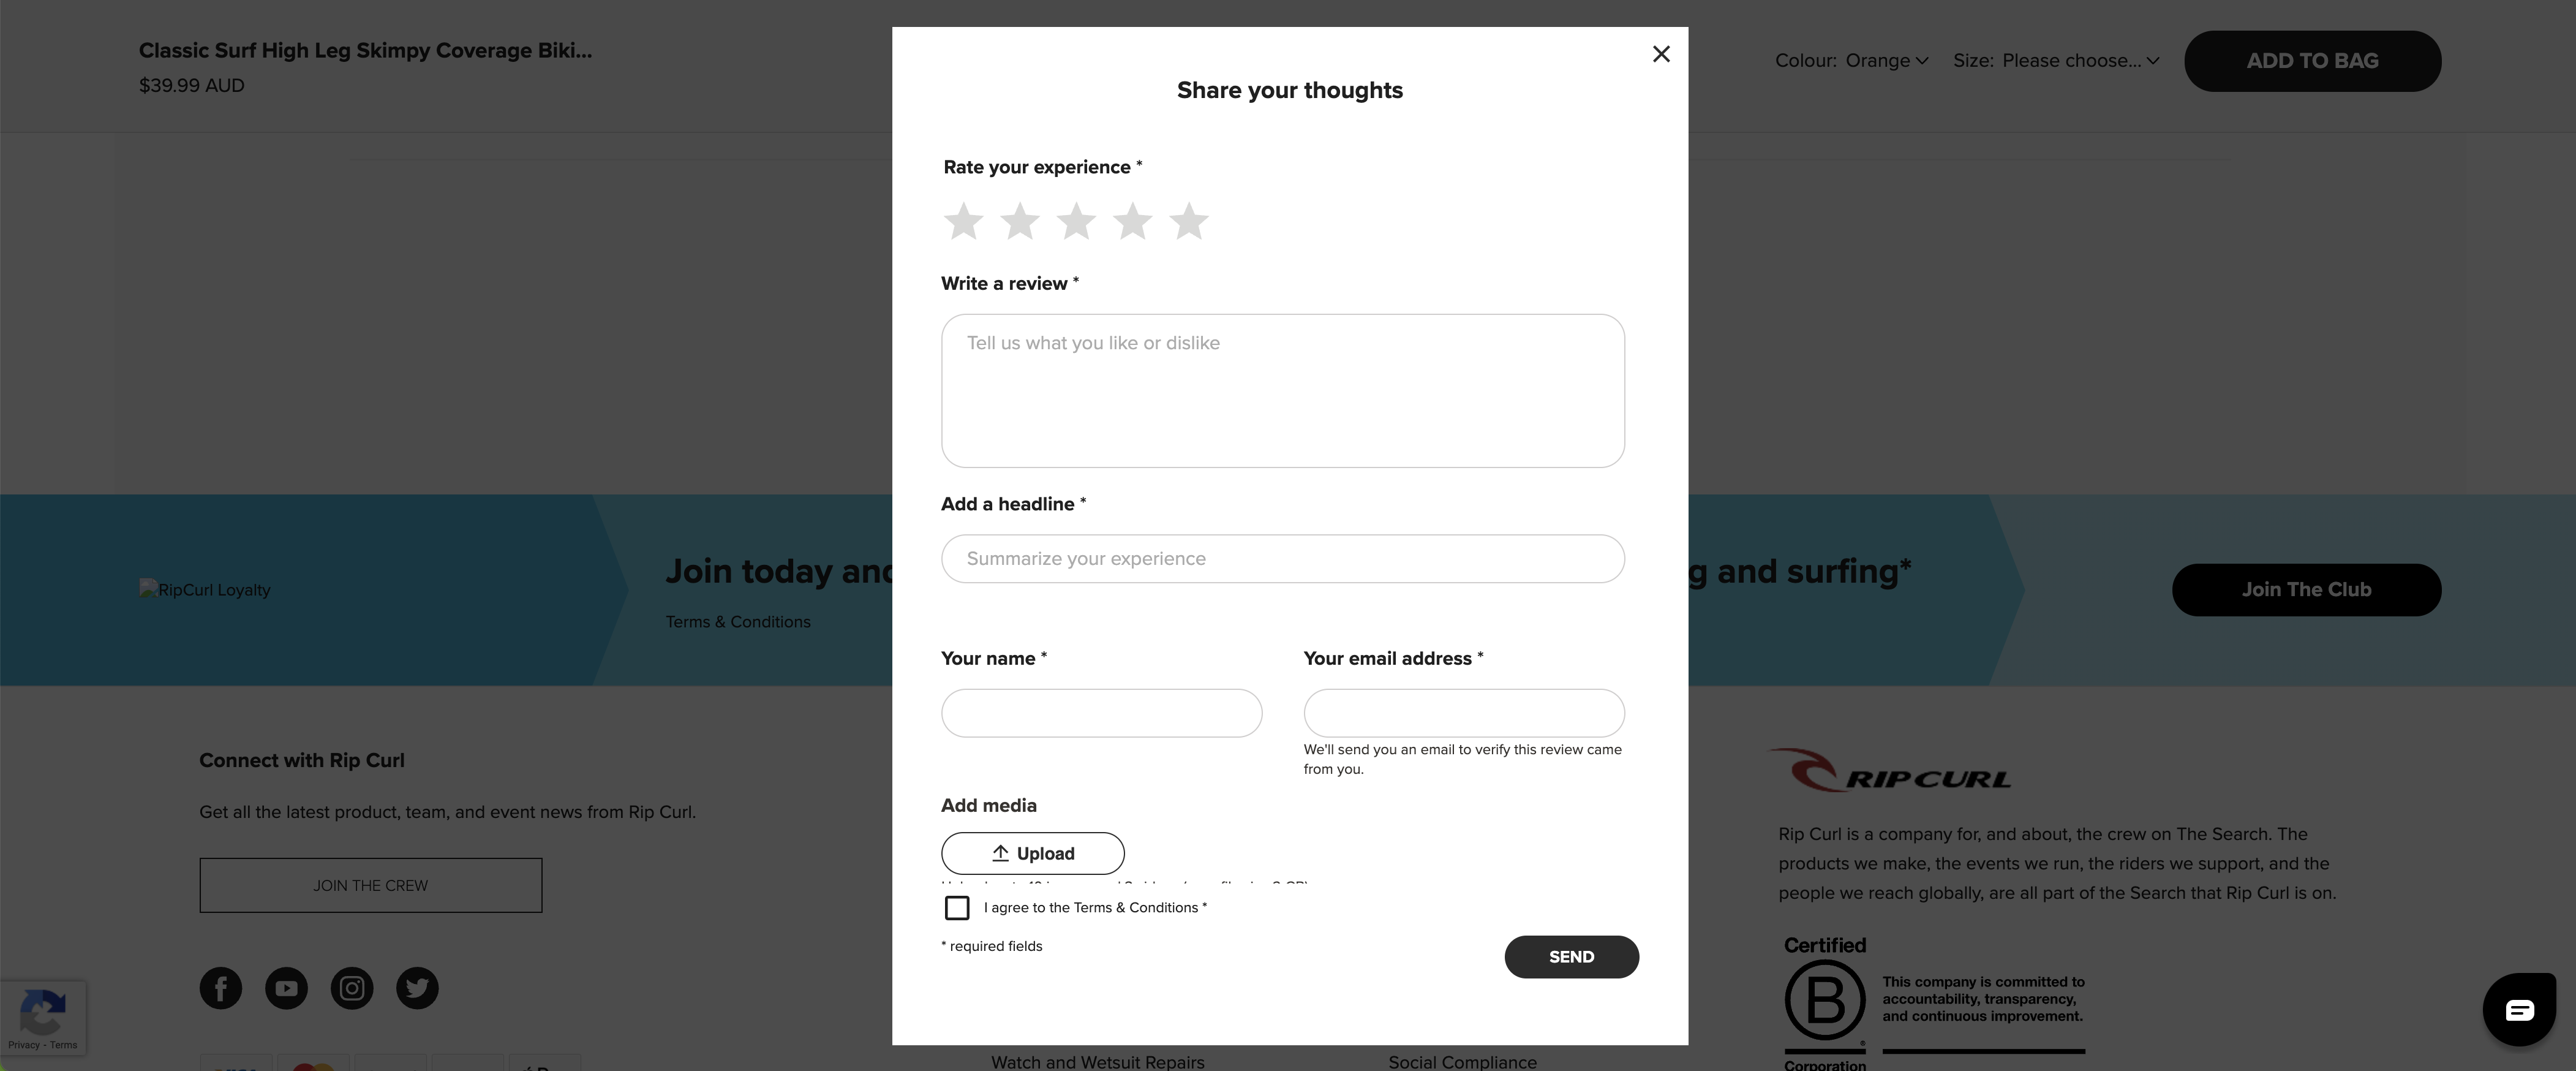 Classic Surf High Leg Skimpy Coverage Biki...
$39.99 AUD
Colour: Orange
Size: Please choose...
ADD TO BAG
Share your thoughts
Rate your experience *
Write a review *
Tell us what you like or dislike
Add a headline *
Summarize your experience
Your name *
Your email address *
We'll send you an email to verify this review came
from you.
Add media
Upload
I agree to the Terms & Conditions *
* required fields
SEND
RipCurl Loyalty
Join today and
g and surfing*
Terms & Conditions
Join The Club
Connect with Rip Curl
Get all the latest product, team, and event news from Rip Curl.
JOIN THE CREW
Privacy - Terms
Watch and Wetsuit Repairs
Social Compliance
RIP CURL
Rip Curl is a company for, and about, the crew on The Search. The
products we make, the events we run, the riders we support, and the
people we reach globally, are all part of the Search that Rip Curl is on.
Certified
B
®
Corporation
This company is committed to
accountability, transparency,
and continuous improvement.